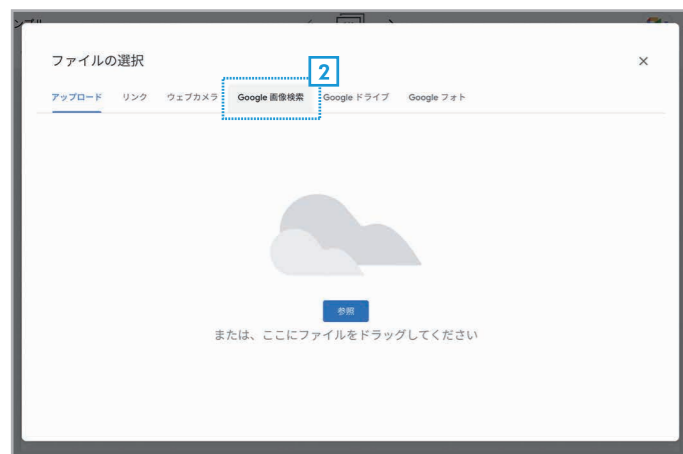 ファイルの選択 ×
2
アップロード リンク ウェブカメラ Google 画像検索 Google ドライブ Google フォト
参照
または、ここにファイルをドラッグしてください